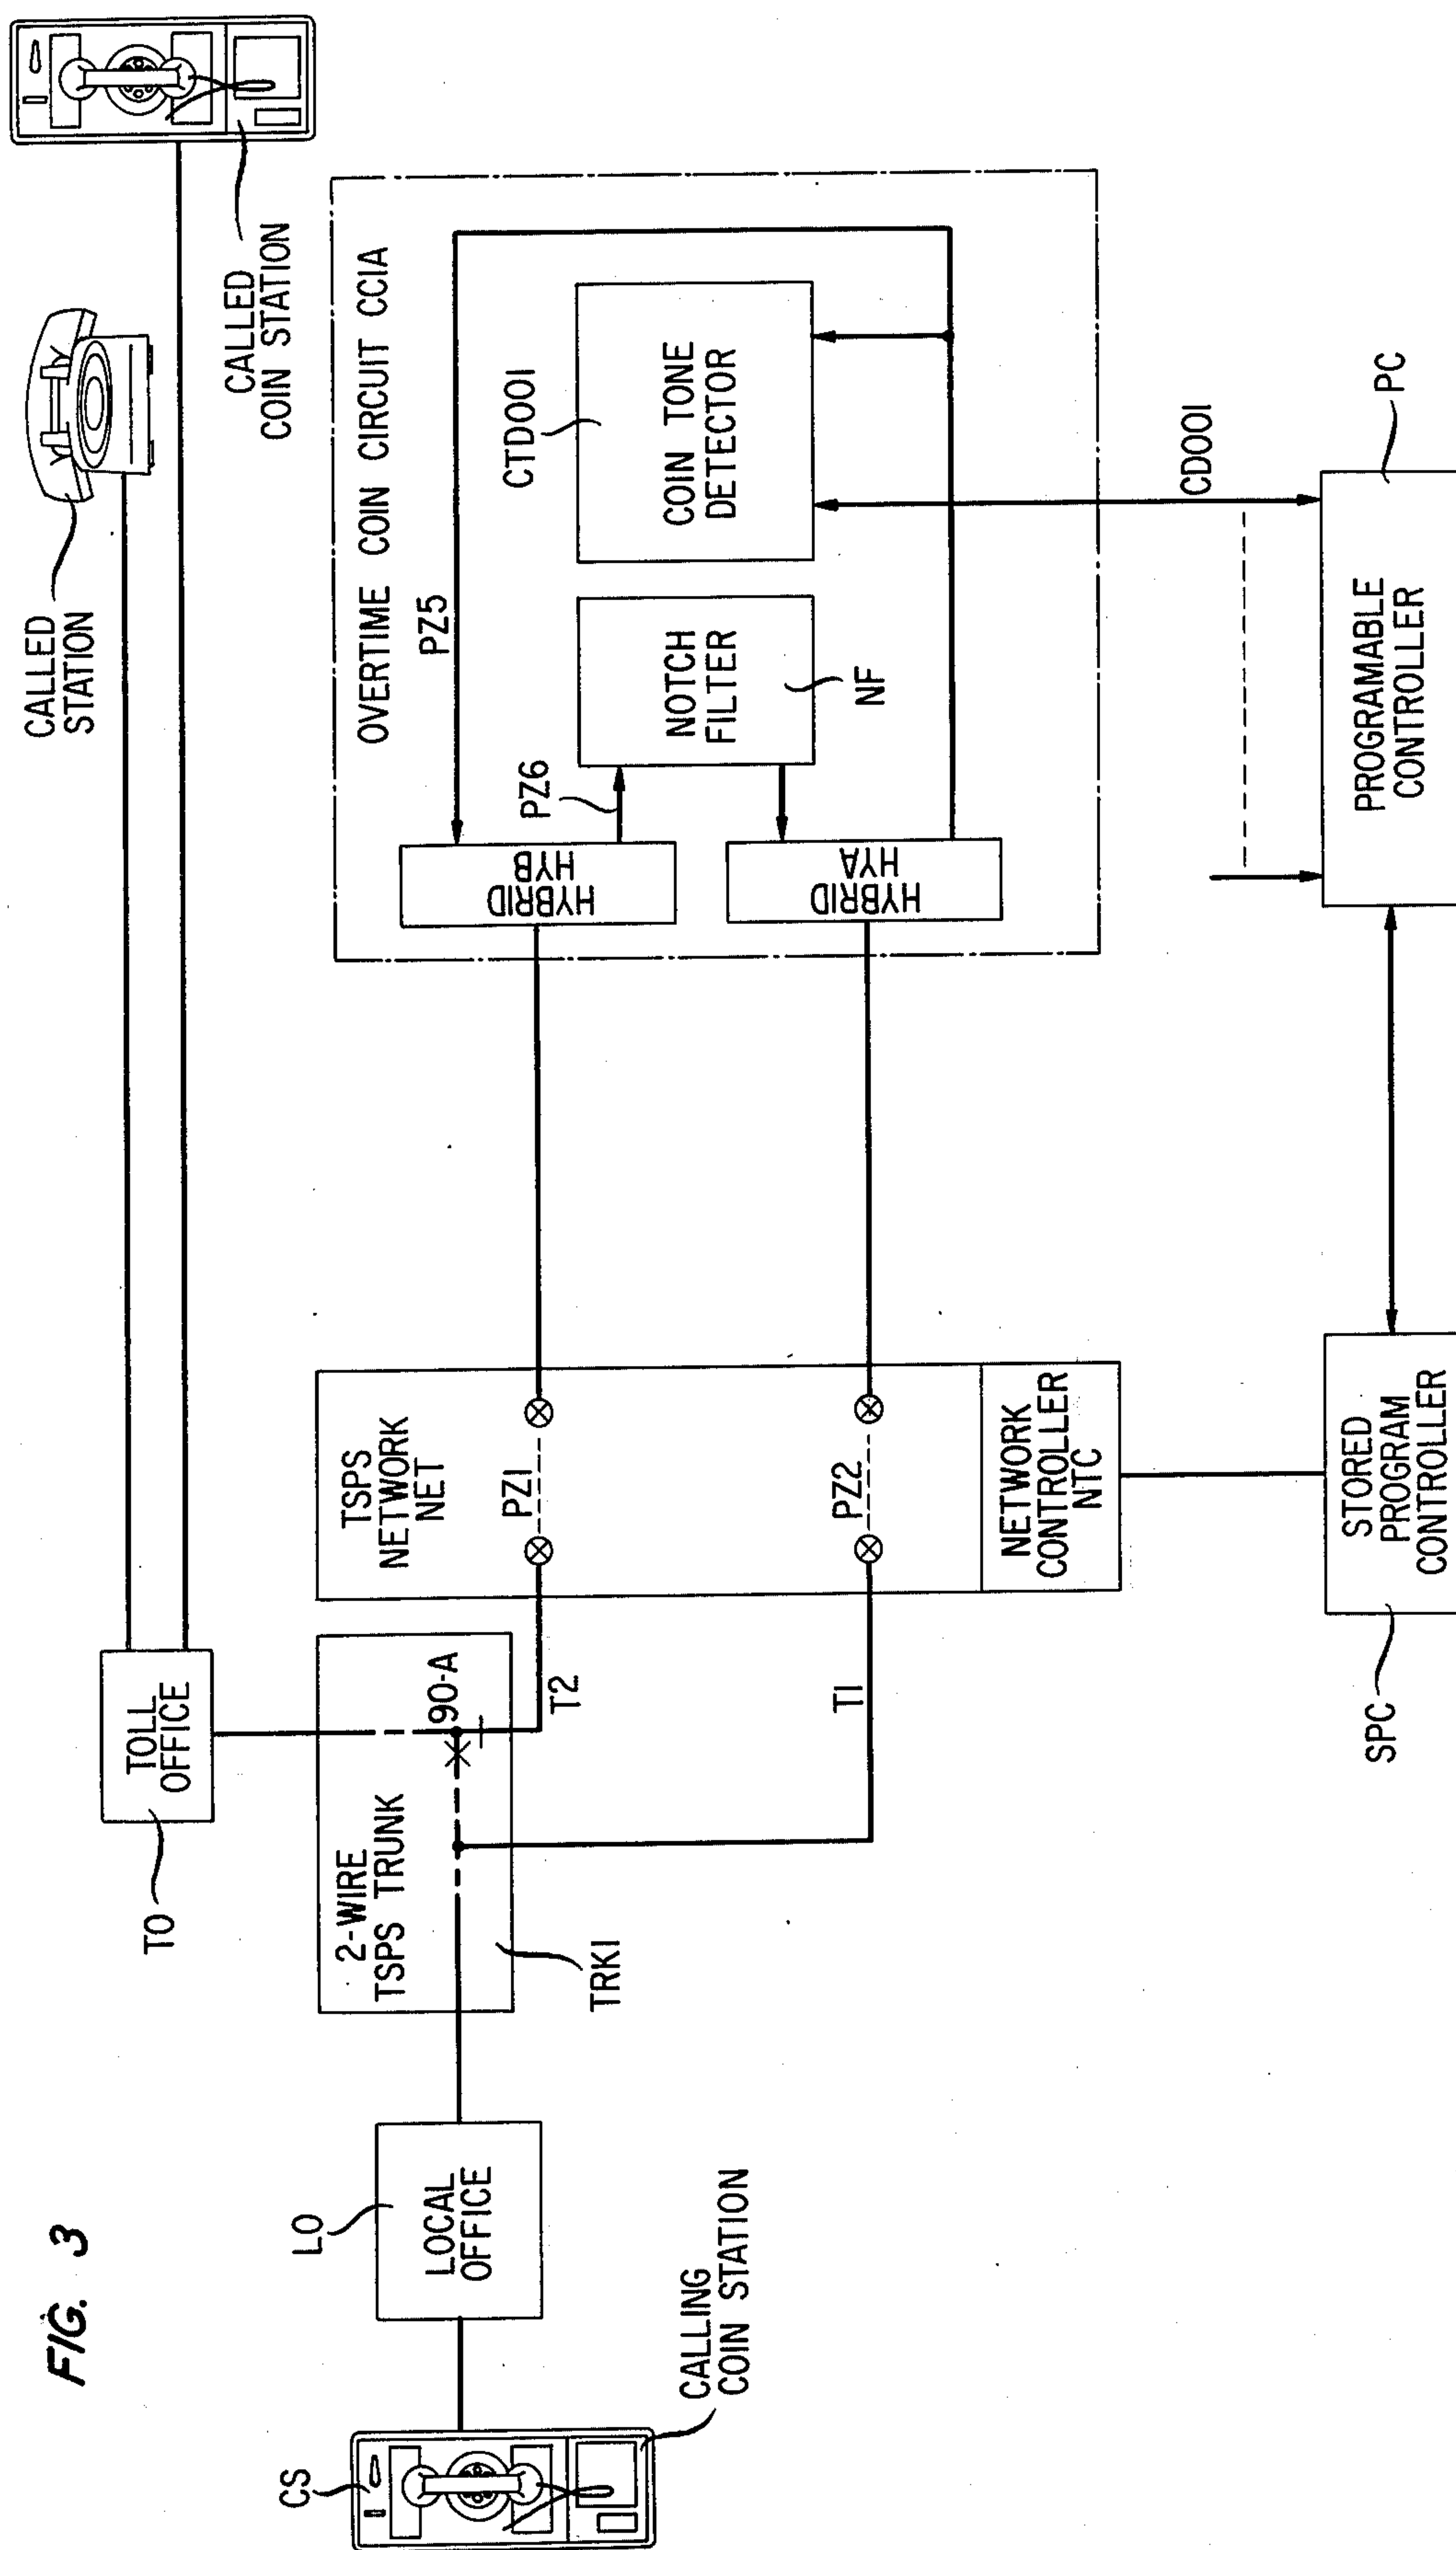 FIG. 3
CS
CALLING
COIN STATION
LO
LOCAL
OFFICE
TO
TOLL
OFFICE
2-WIRE
TSPS TRUNK
90-A
TRK1
T2
T1
TSPS
NETWORK
NET
PZ1
PZ2
NETWORK
CONTROLLER
NTC
SPC
STORED
PROGRAM
CONTROLLER
CALLED
STATION
CALLED
COIN STATION
OVERTIME COIN CIRCUIT CCIA
PZ5
HYBRID
HYB
PZ6
HYBRID
HYA
NOTCH
FILTER
NF
CTD001
COIN TONE
DETECTOR
CD001
PC
PROGRAMABLE
CONTROLLER